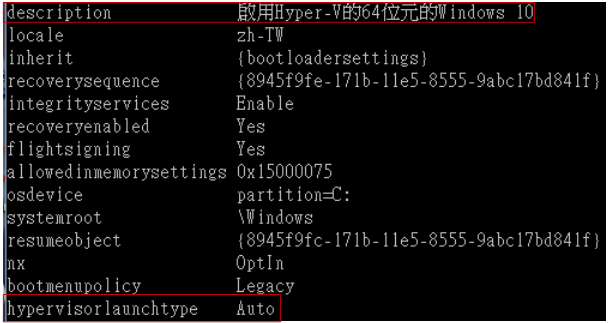 description 啟用Hyper-V的64位元的Windows 10
locale zh-TW
inherit {bootloadersettings}
recoverysequence {8945f9fe-171b-11e5-8555-9abc17bd841f}
integrityservices Enable
recoveryenabled Yes
flightsigning Yes
allowedinmemorysettings 0x15000075
osdevice partition=C:
systemroot \Windows
resumeobject {8945f9fc-171b-11e5-8555-9abc17bd841f}
nx OptIn
bootmenupolicy Legacy
hypervisorlaunchtype Auto